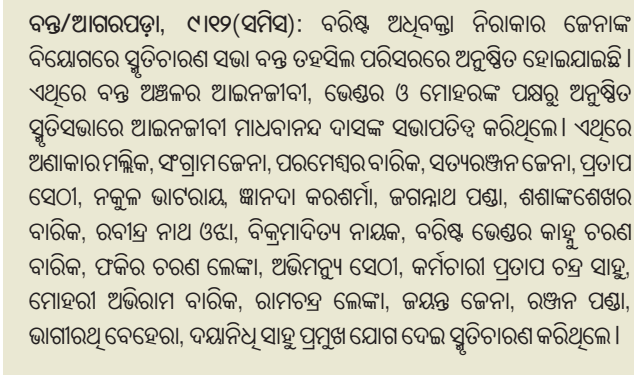 ବନ୍ତ/ଆଗରପଡ଼ା, ୯।୧୨(ସମିସ): ବରିଷ୍ଟ ଅଧିବକ୍ତା ନିରାକାର ଜେନାଙ୍କ
ବିୟୋଗରେ ସ୍ମୃତିଚାରଣ ସଭା ବନ୍ତ ତହସିଲ ପରିସରରେ ଅନୁଷ୍ଠିତ ହୋଇଯାଇଛି।
ଏଥିରେ ବନ୍ତ ଅଞ୍ଚଳର ଆଇନଜୀବୀ, ଭେଣ୍ଡର ଓ ମୋହରଙ୍କ ପକ୍ଷରୁ ଅନୁଷ୍ଠିତ
ସ୍ମୃତିସଭାରେ ଆଇନଜୀବୀ ମାଧବାନନ୍ଦ ଦାସଙ୍କ ସଭାପତିତ୍ୱ କରିଥିଲେ। ଏଥିରେ
ଅଣାକାର ମଲ୍ଲିକ, ସଂଗ୍ରାମ ଜେନା, ପରମେଶ୍ୱର ବାରିକ, ସତ୍ୟରଞ୍ଜନ ଜେନା, ପ୍ରତାପ
ସେଠୀ, ନକୁଳ ଭାଟରାୟ, ଜ୍ଞାନଦା କରଶର୍ମା, ଜଗନ୍ନାଥ ପଣ୍ଡା, ଶଶାଙ୍କଶେଖର
ବାରିକ, ରବୀନ୍ଦ୍ର ନାଥ ଓଝା, ବିକ୍ରମାଦିତ୍ୟ ନାୟକ, ବରିଷ୍ଟ ଭେଣ୍ଡର କାହ୍ନୁ ଚରଣ
ବାରିକ, ଫକିର ଚରଣ ଲେଙ୍କା, ଅଭିମନ୍ୟୁ ସେଠୀ, କର୍ମଚାରୀ ପ୍ରତାପ ଚନ୍ଦ୍ର ସାହୁ,
ମୋହରୀ ଅଭିରାମ ବାରିକ, ରାମଚନ୍ଦ୍ର ଲେଙ୍କା, ଜୟନ୍ତ ଜେନା, ରଞ୍ଜନ ପଣ୍ଡା,
ଭାଗୀରଥି ବେହେରା, ଦୟାନିଧି ସାହୁ ପ୍ରମୁଖ ଯୋଗ ଦେଇ ସ୍ମୃତିଚାରଣ କରିଥିଲେ।